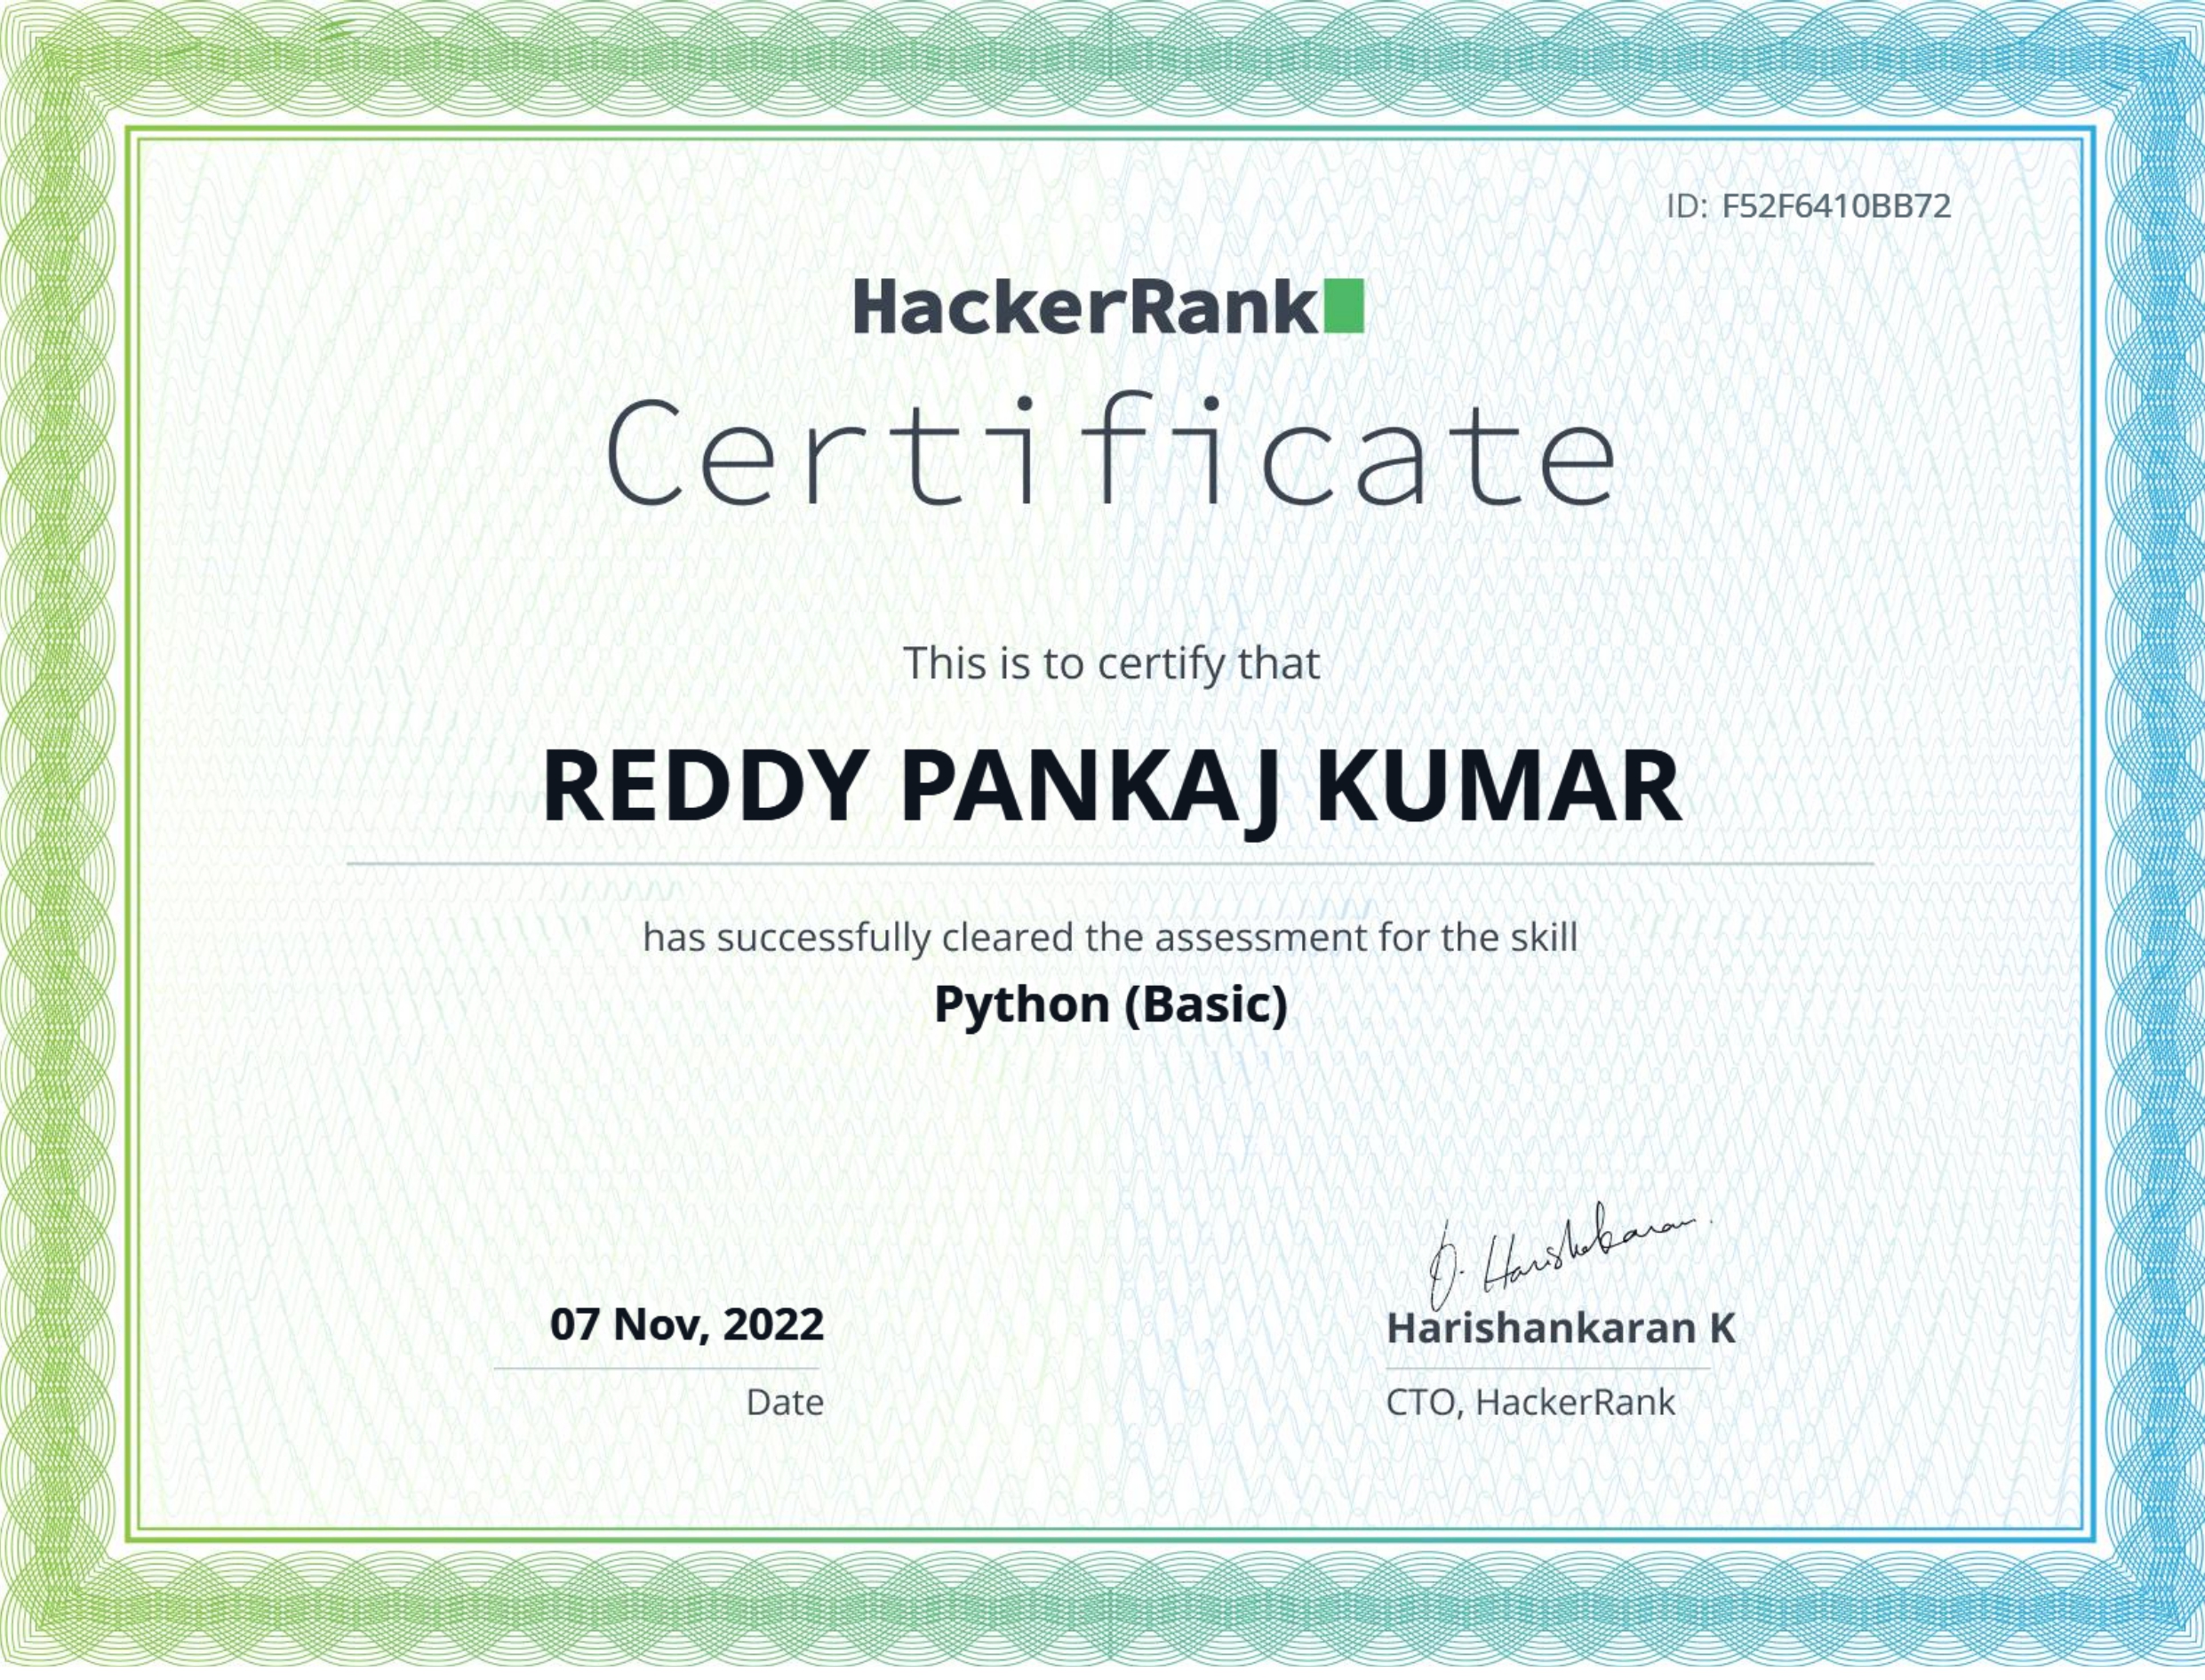 ID: F52F6410BB72
HackerRank
Certificate
This is to certify that
REDDY PANKAJ KUMAR
has successfully cleared the assessment for the skill
Python (Basic)
07 Nov, 2022
Date
Harishankaran K
CTO, HackerRank